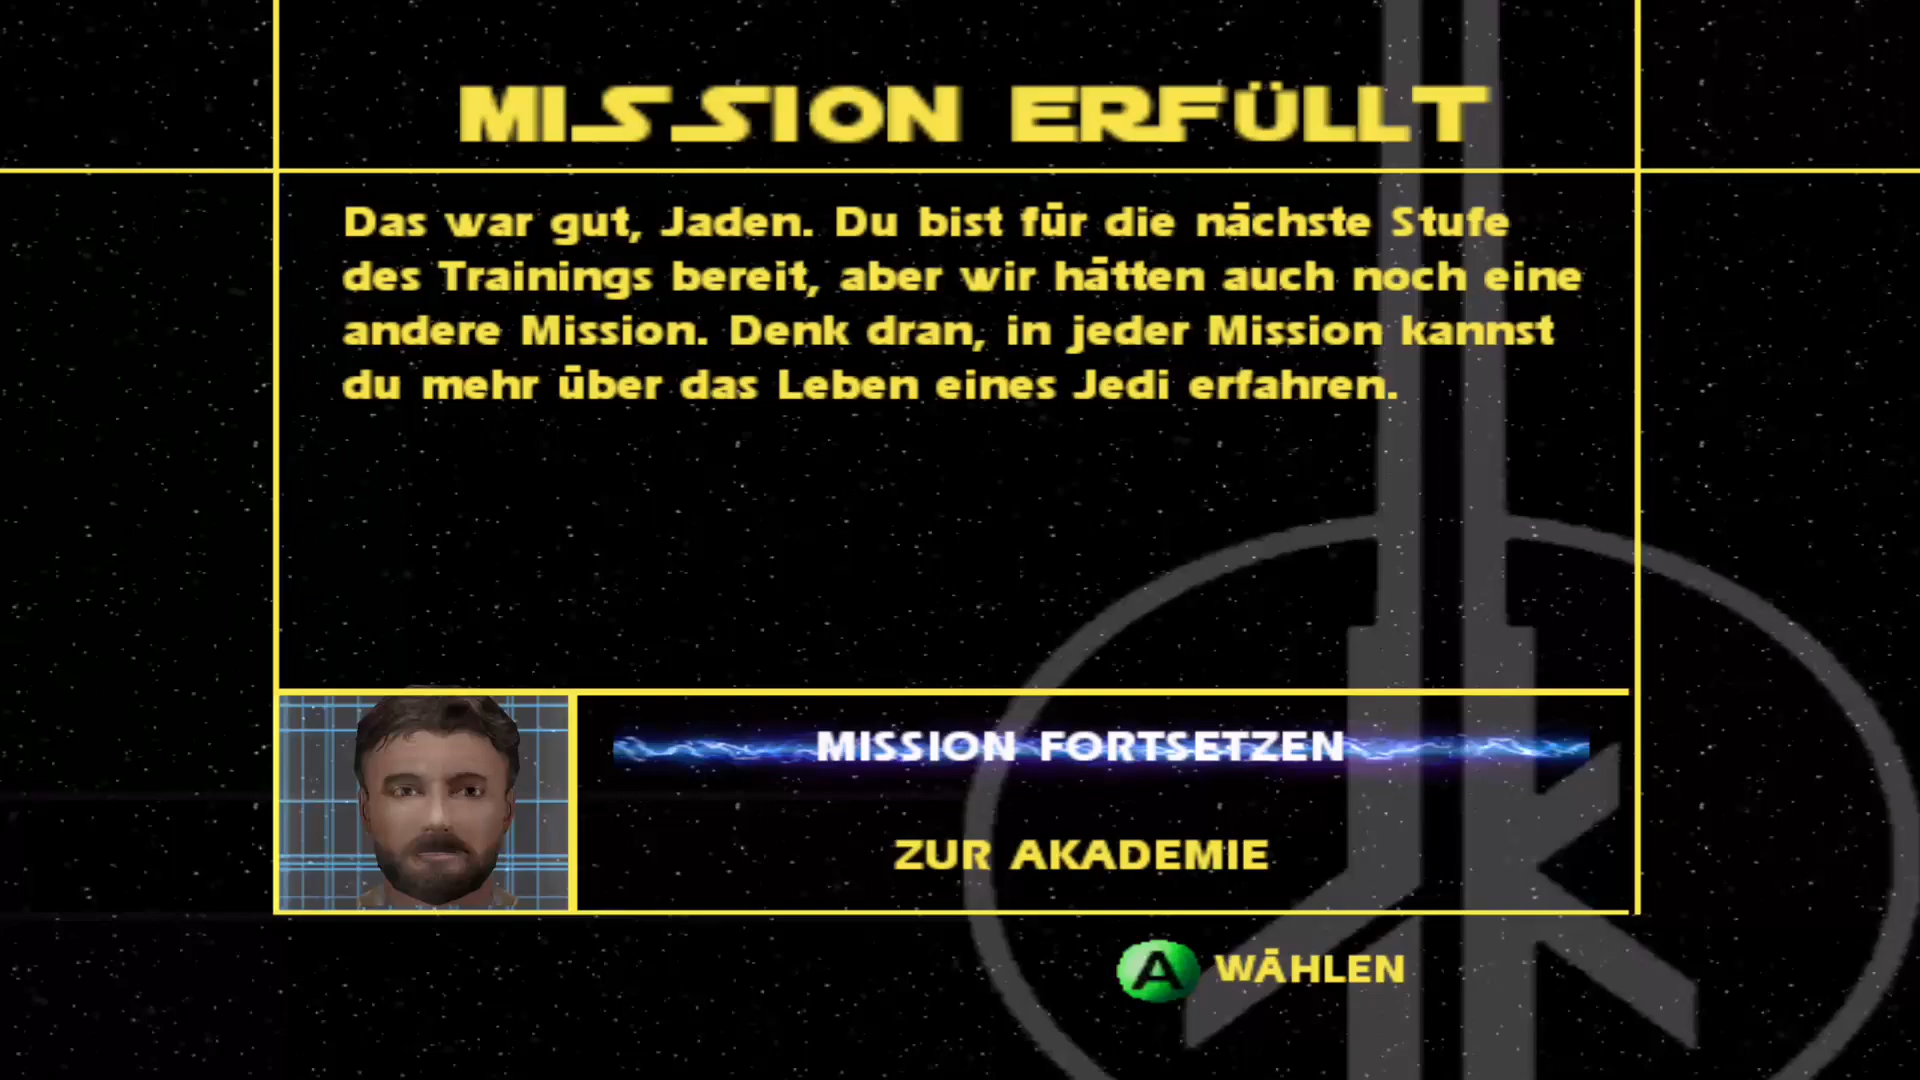 MISSION ERFÜLLT
Das war gut, Jaden. Du bist für die nächste Stufe
des Trainings bereit, aber wir hätten auch noch eine
andere Mission. Denk dran, in jeder Mission kannst
du mehr über das Leben eines Jedi erfahren.
MISSION FORTSETZEN
ZUR AKADEMIE
A WÄHLEN